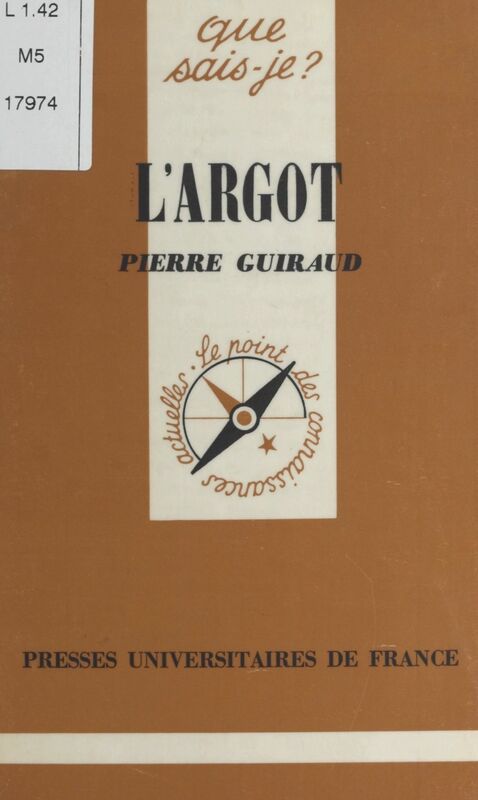 L 1.42
M5
17974
que
sais-je?
L'ARGOT
PIERRE GUIRAUD
Le point des connaissances actuelles.
PRESSES UNIVERSITAIRES DE FRANCE